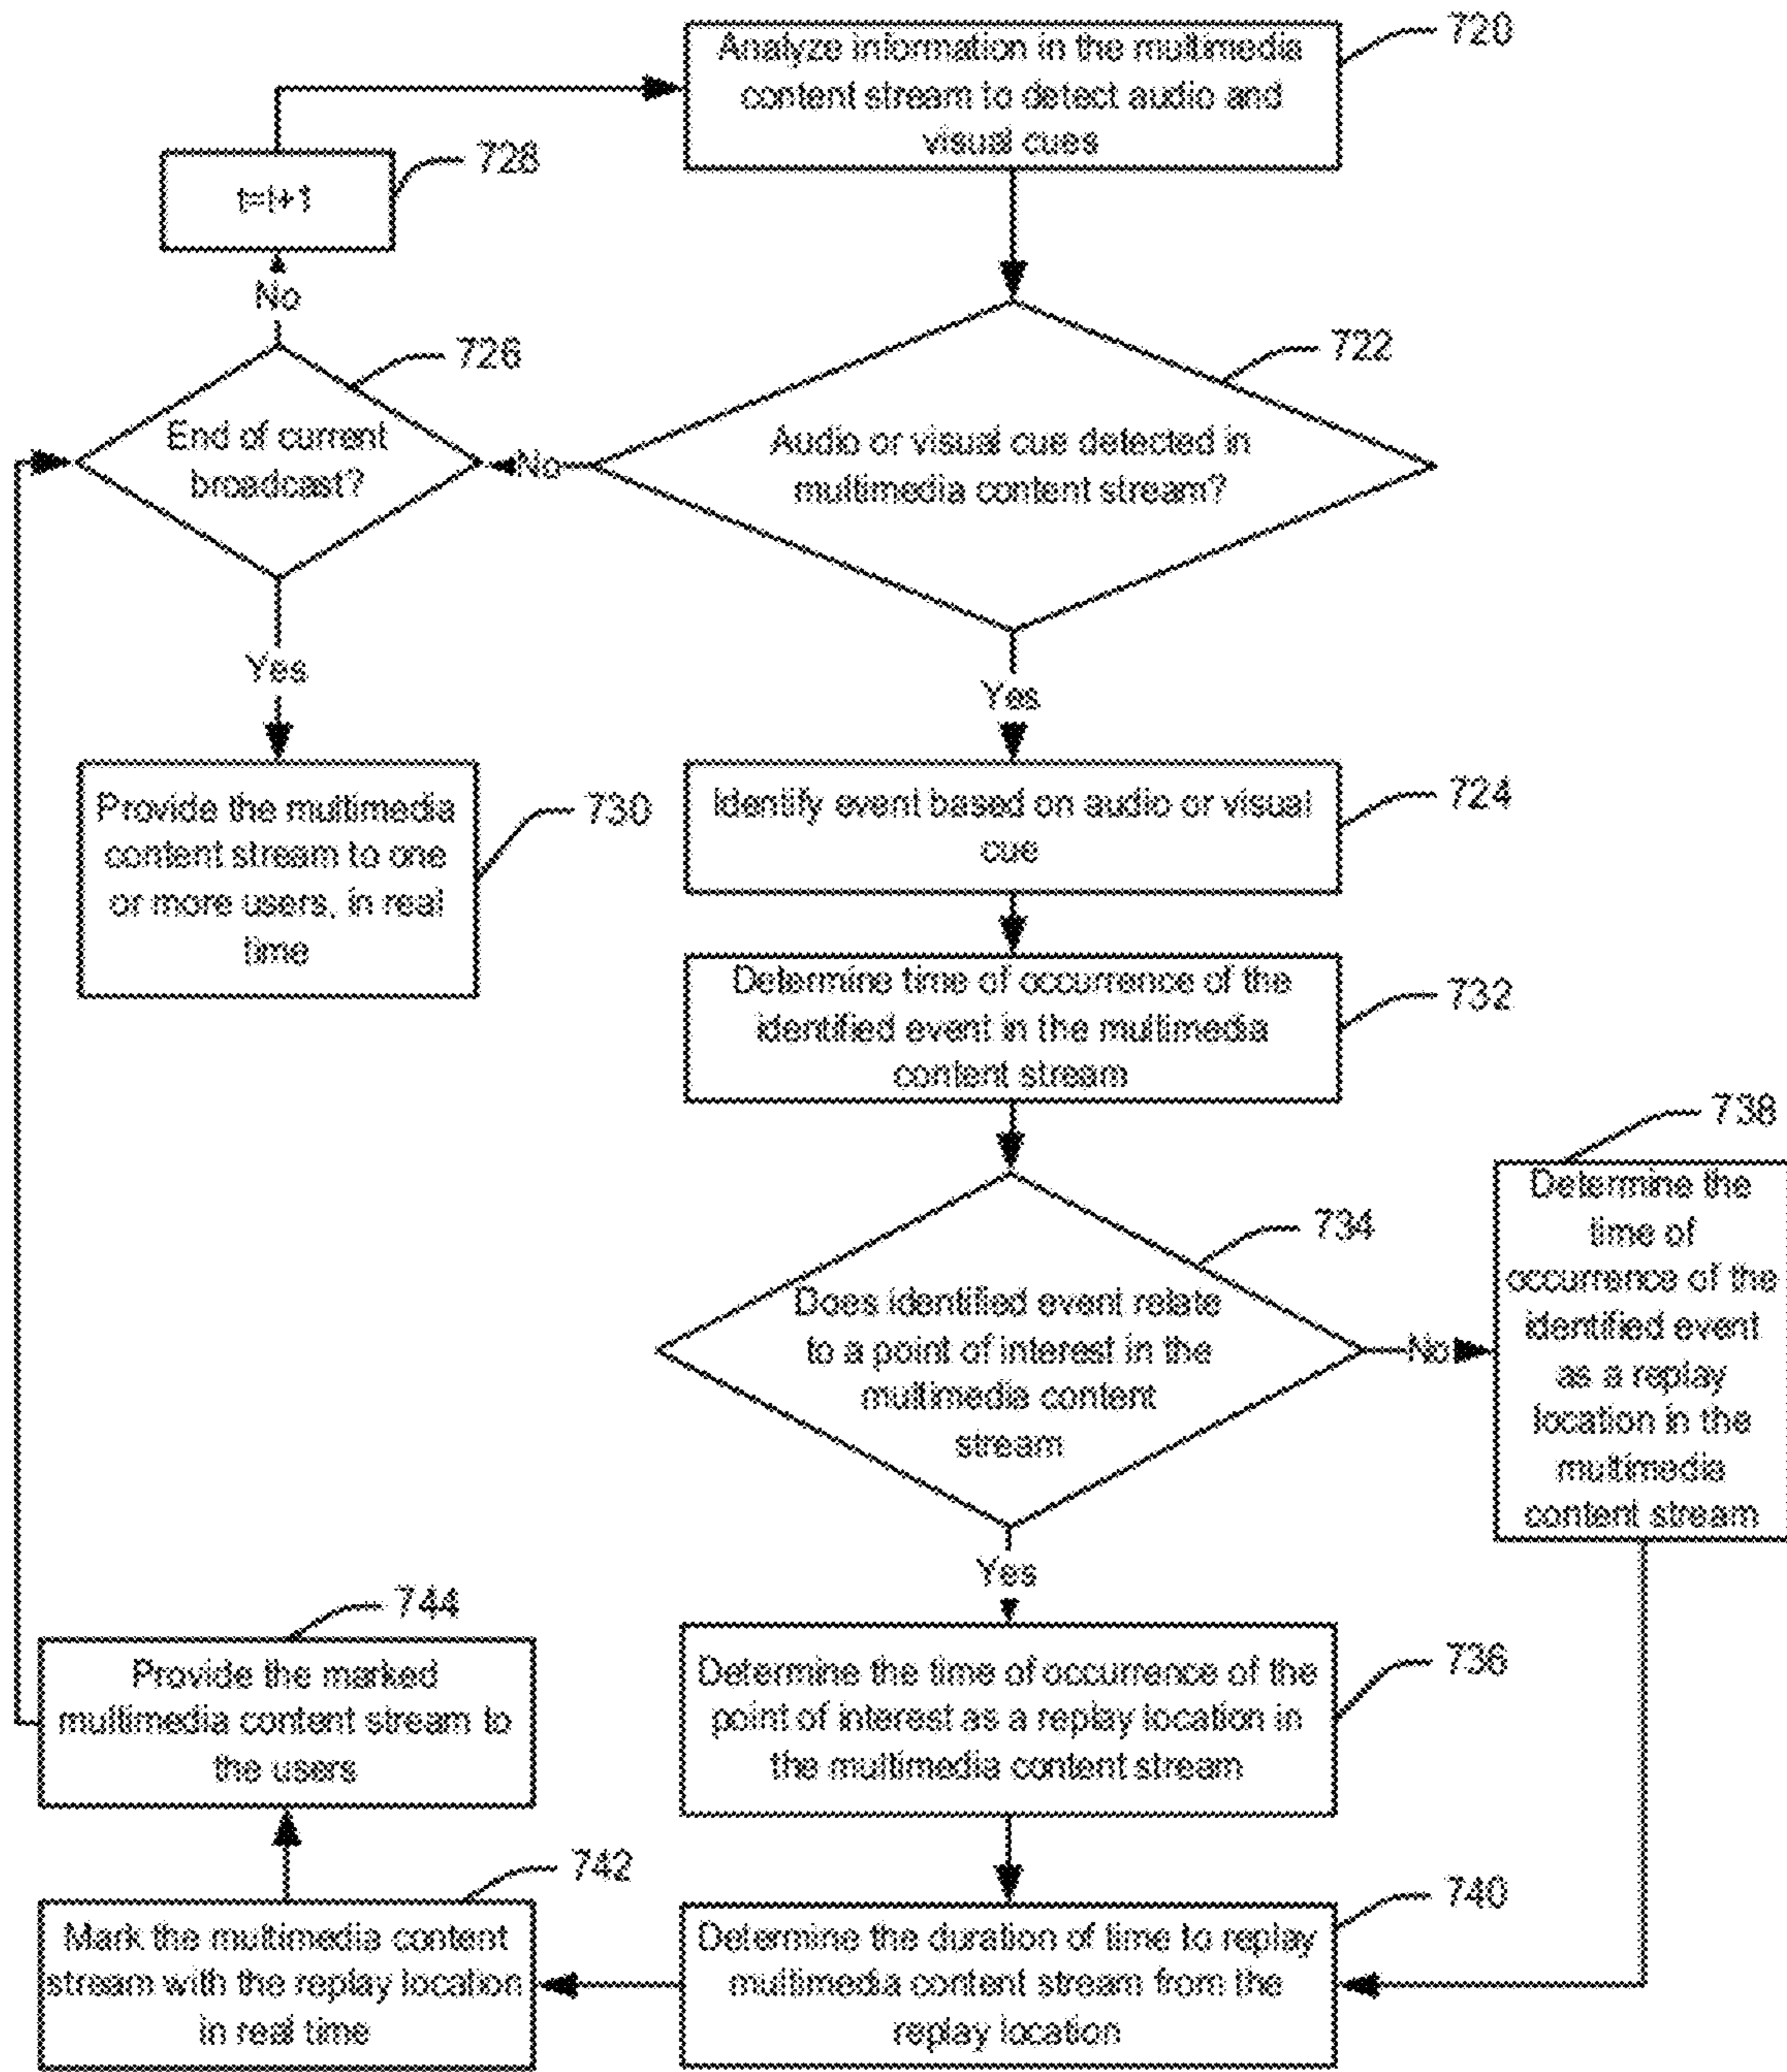 Analyze information in the multimedia
content stream to detect audio and
visual cues
720
t=t+1
728
No
End of current
broadcast?
726
No
Audio or visual cue detected in
multimedia content stream?
722
Yes
Yes
Provide the multimedia
content stream to one
or more users, in real
time
730
Identify event based on audio or visual
cue
724
Determine time of occurrence of the
identified event in the multimedia
content stream
732
Does identified event relate
to a point of interest in the
multimedia content
stream
734
No
Determine the
time of
occurrence of the
identified event
as a replay
location in the
multimedia
content stream
738
Yes
Determine the time of occurrence of the
point of interest as a replay location in
the multimedia content stream
736
Provide the marked
multimedia content stream to
the users
744
Mark the multimedia content
stream with the replay location
in real time
742
Determine the duration of time to replay
multimedia content stream from the
replay location
740